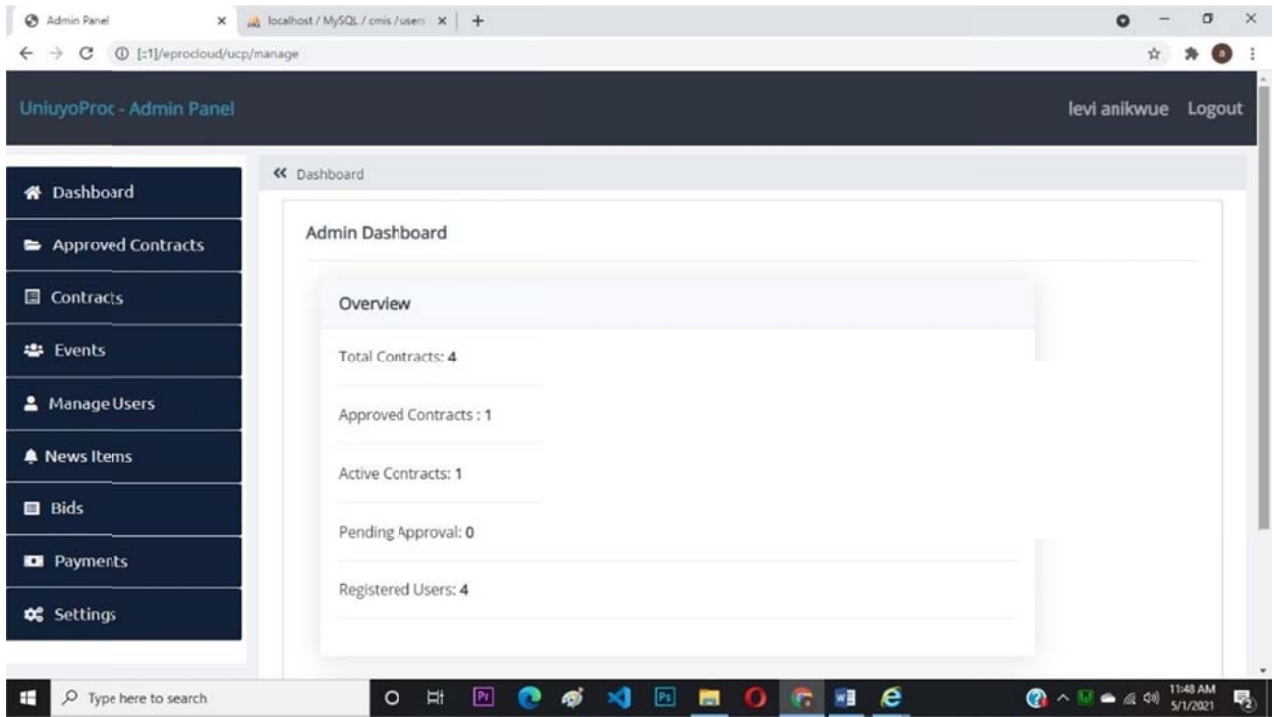 Admin Panel
localhost / MySQL / cmis / users
[::1]/eprocloud/ucp/manage
UniuyoProc - Admin Panel
levi anikwue Logout
Dashboard
Dashboard
Approved Contracts
Contracts
Events
Manage Users
News Items
Bids
Payments
Settings
Admin Dashboard
Overview
Total Contracts: 4
Approved Contracts : 1
Active Contracts: 1
Pending Approval: 0
Registered Users: 4
Type here to search
Pr
Ps
11:48 AM
5/1/2021
2